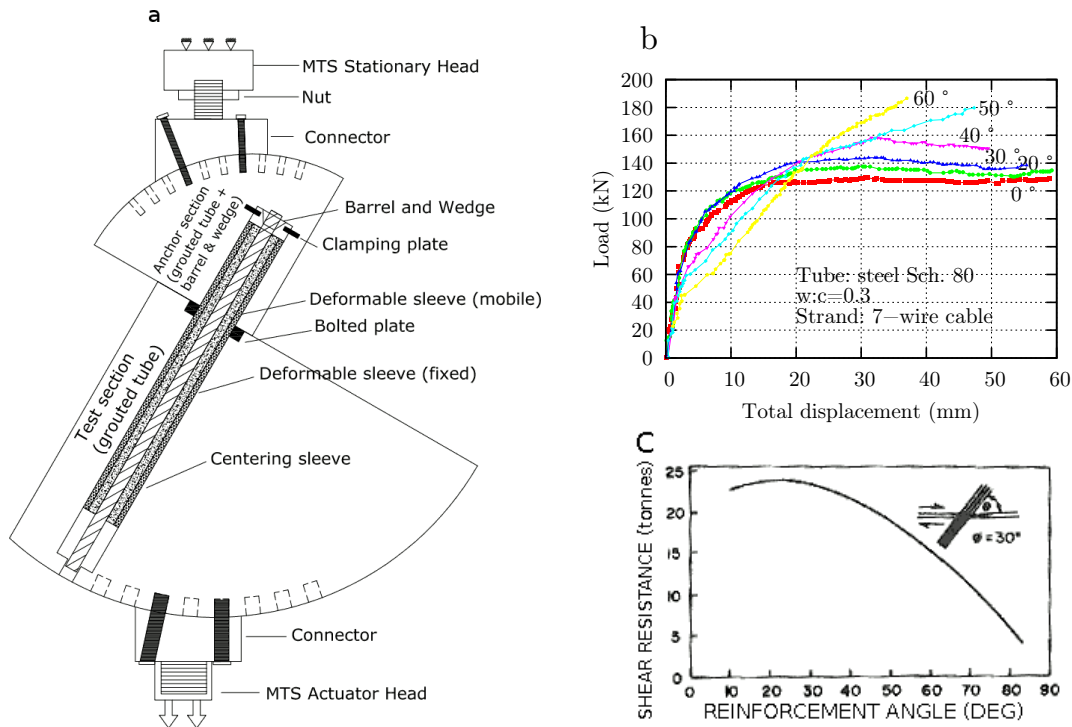 a
MTS Stationary Head
Nut
Connector
Anchor section
(grouted tube +
barrel & wedge)
Barrel and Wedge
Clamping plate
Deformable sleeve (mobile)
Bolted plate
Test section
(grouted tube)
Deformable sleeve (fixed)
Centering sleeve
Connector
MTS Actuator Head
b
200
180
160
140
120
100
80
60
40
20
0
Load (kN)
60 °
50 °
40 °
30 °
20 °
0 °
Tube: steel Sch. 80
w:c=0.3
Strand: 7−wire cable
0 10 20 30 40 50 60
Total displacement (mm)
C
25
20
15
10
5
0
SHEAR RESISTANCE (tonnes)
ø=30°
0 10 20 30 40 50 60 70 80 90
REINFORCEMENT ANGLE (DEG)